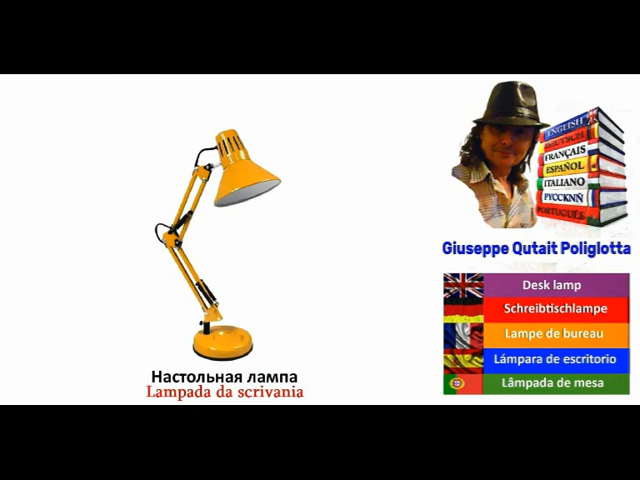 ENGLISH
DEUTSCH
FRANÇAIS
ESPAÑOL
ITALIANO
PORTUGUÊS
Giuseppe Qutait Poliglotta
Desk lamp
Schreibtischlampe
Lampe de bureau
Lámpara de escritorio
Lâmpada de mesa
Настольная лампа
Lampada da scrivania